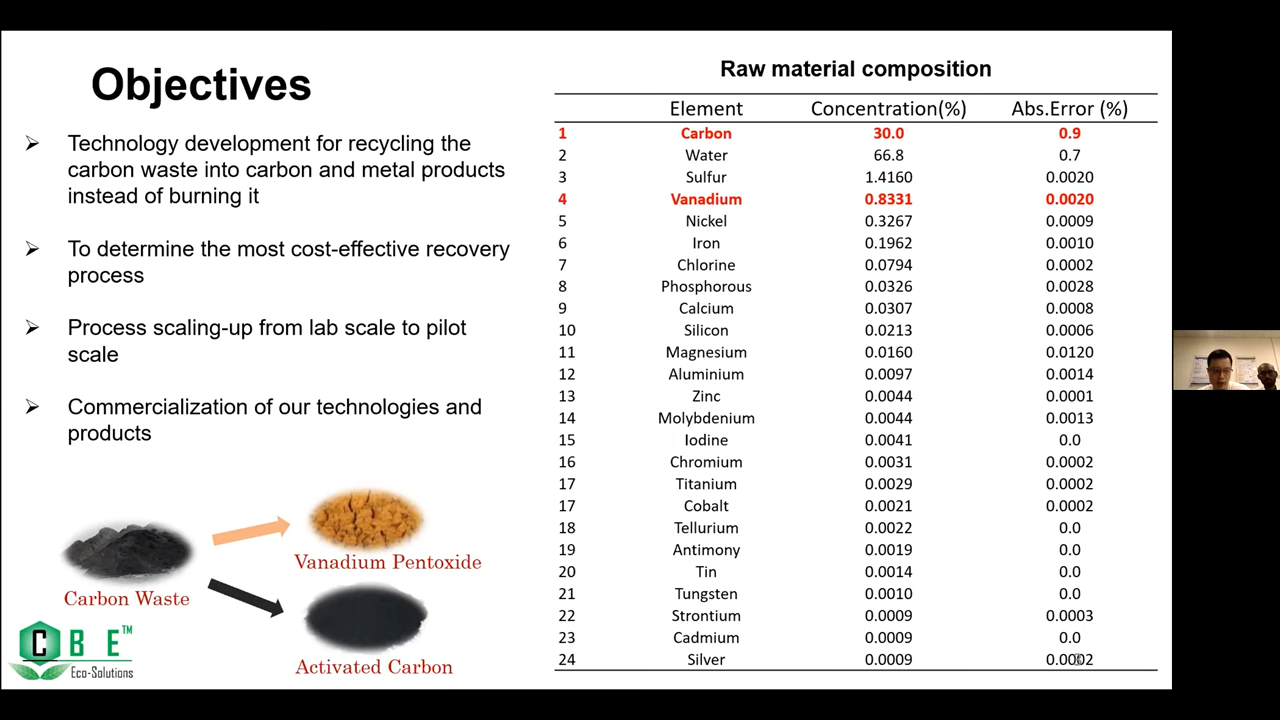 Objectives
Technology development for recycling the
carbon waste into carbon and metal products
instead of burning it
To determine the most cost-effective recovery
process
Process scaling-up from lab scale to pilot
scale
Commercialization of our technologies and
products
Carbon Waste
Vanadium Pentoxide
Activated Carbon
C B E™
Eco-Solutions
Raw material composition
Element Concentration(%) Abs.Error (%)
1 Carbon 30.0 0.9
2 Water 66.8 0.7
3 Sulfur 1.4160 0.0020
4 Vanadium 0.8331 0.0020
5 Nickel 0.3267 0.0009
6 Iron 0.1962 0.0010
7 Chlorine 0.0794 0.0002
8 Phosphorous 0.0326 0.0028
9 Calcium 0.0307 0.0008
10 Silicon 0.0213 0.0006
11 Magnesium 0.0160 0.0120
12 Aluminium 0.0097 0.0014
13 Zinc 0.0044 0.0001
14 Molybdenium 0.0044 0.0013
15 Iodine 0.0041 0.0
16 Chromium 0.0031 0.0002
17 Titanium 0.0029 0.0002
17 Cobalt 0.0021 0.0002
18 Tellurium 0.0022 0.0
19 Antimony 0.0019 0.0
20 Tin 0.0014 0.0
21 Tungsten 0.0010 0.0
22 Strontium 0.0009 0.0003
23 Cadmium 0.0009 0.0
24 Silver 0.0009 0.0002